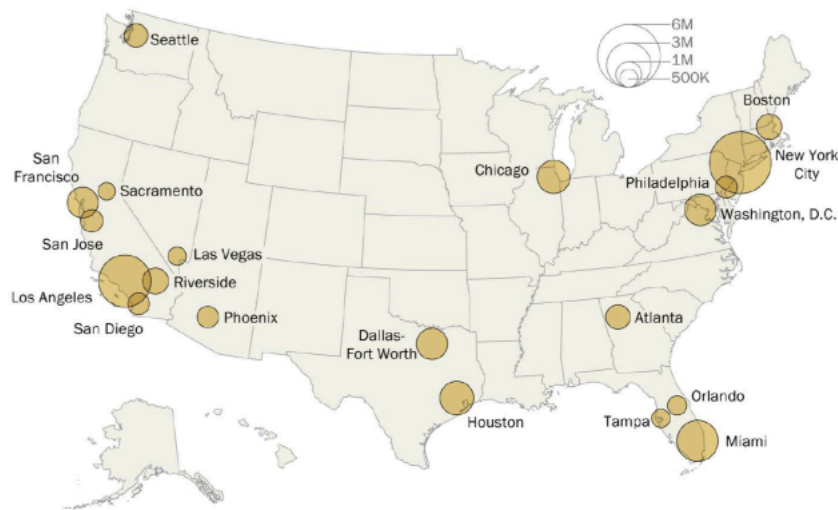 6M
3M
1M
500K
Seattle
Boston
San
Francisco
Sacramento
Chicago
New York
City
Philadelphia
Washington, D.C.
San Jose
Las Vegas
Riverside
Los Angeles
San Diego
Phoenix
Dallas-
Fort Worth
Atlanta
Houston
Orlando
Tampa
Miami